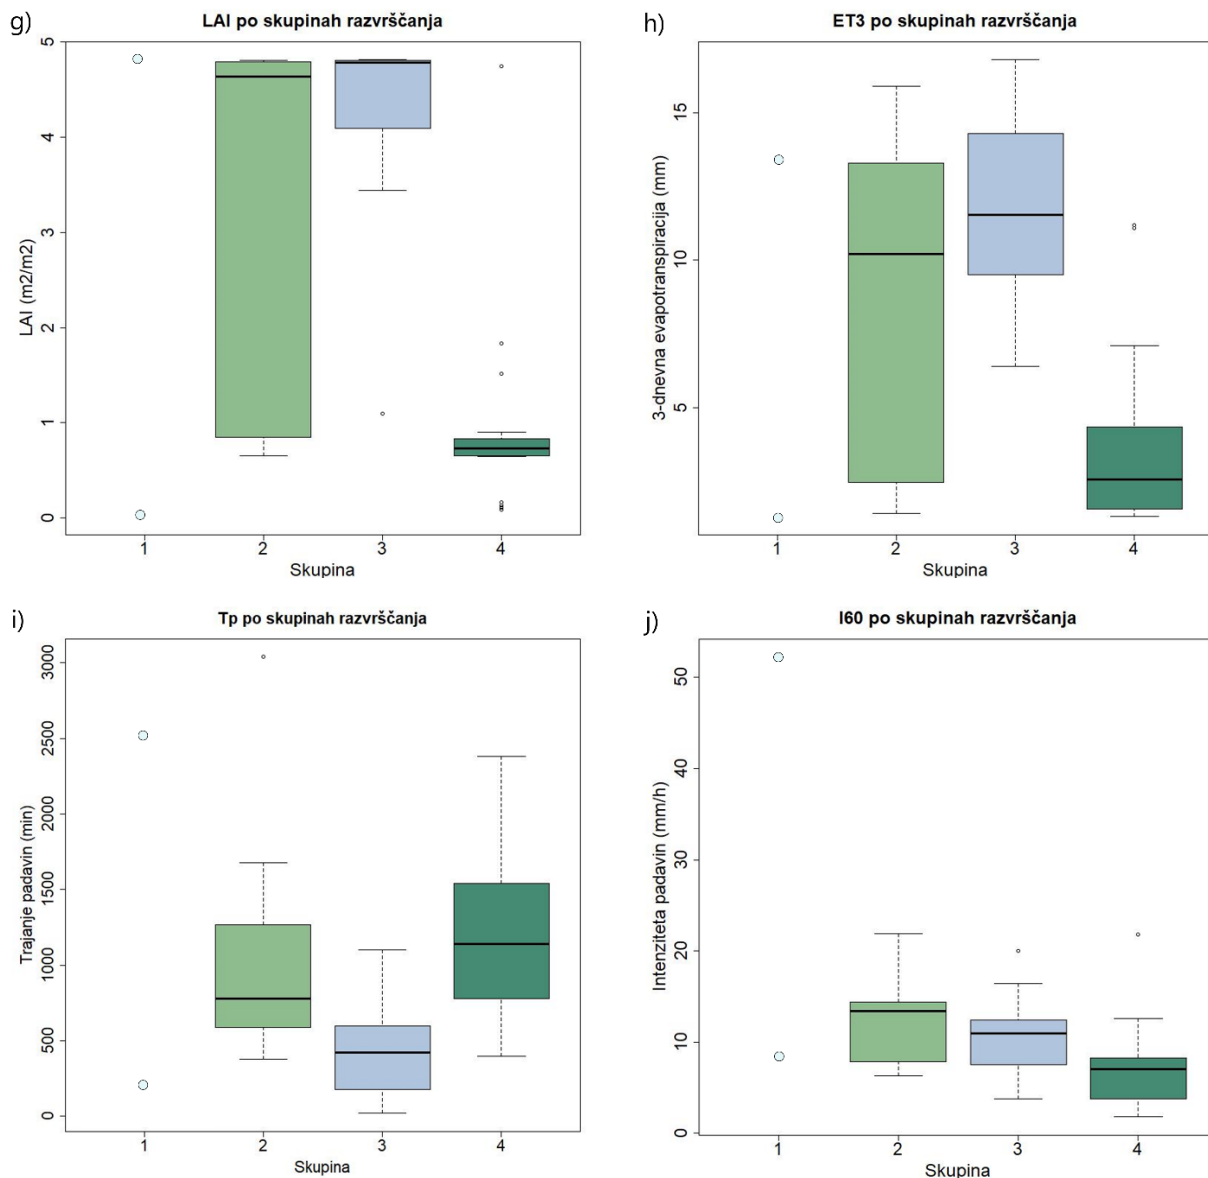 g)
LAI po skupinah razvrščanja
LAI (m2/m2)
5
4
3
2
1
0
1 2 3 4
Skupina
h)
ET3 po skupinah razvrščanja
3-dnevna evapotranspiracija (mm)
15
10
5
1 2 3 4
Skupina
i)
Tp po skupinah razvrščanja
Trajanje padavin (min)
3000
2500
2000
1500
1000
500
0
1 2 3 4
Skupina
j)
I60 po skupinah razvrščanja
Intenziteta padavin (mm/h)
50
40
30
20
10
0
1 2 3 4
Skupina